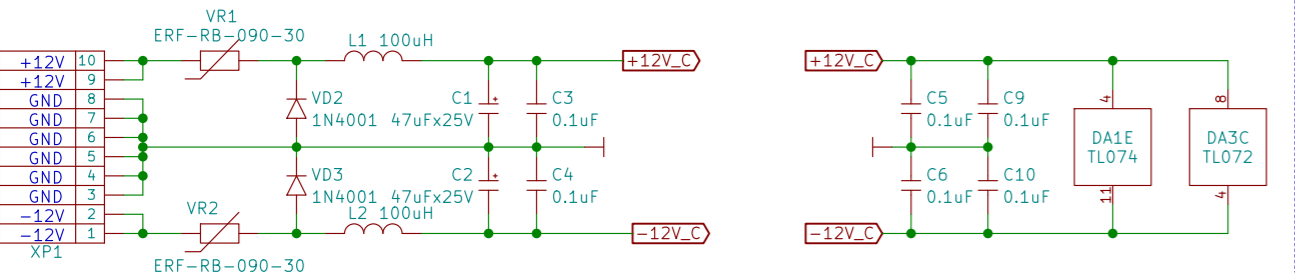 VR1
ERF-RB-090-30
L1 100uH
+12V 10
+12V_C
+12V_C
+12V 9
GND 8
VD2
1N4001
C1
47uFx25V
C3
0.1uF
C5
0.1uF
C9
0.1uF
4
8
GND 7
GND 6
DA1E
TL074
DA3C
TL072
GND 5
GND 4
VD3
1N4001
C2
47uFx25V
C4
0.1uF
C6
0.1uF
C10
0.1uF
11
4
GND 3
-12V 2
VR2
L2 100uH
-12V 1
-12V_C
-12V_C
XP1
ERF-RB-090-30